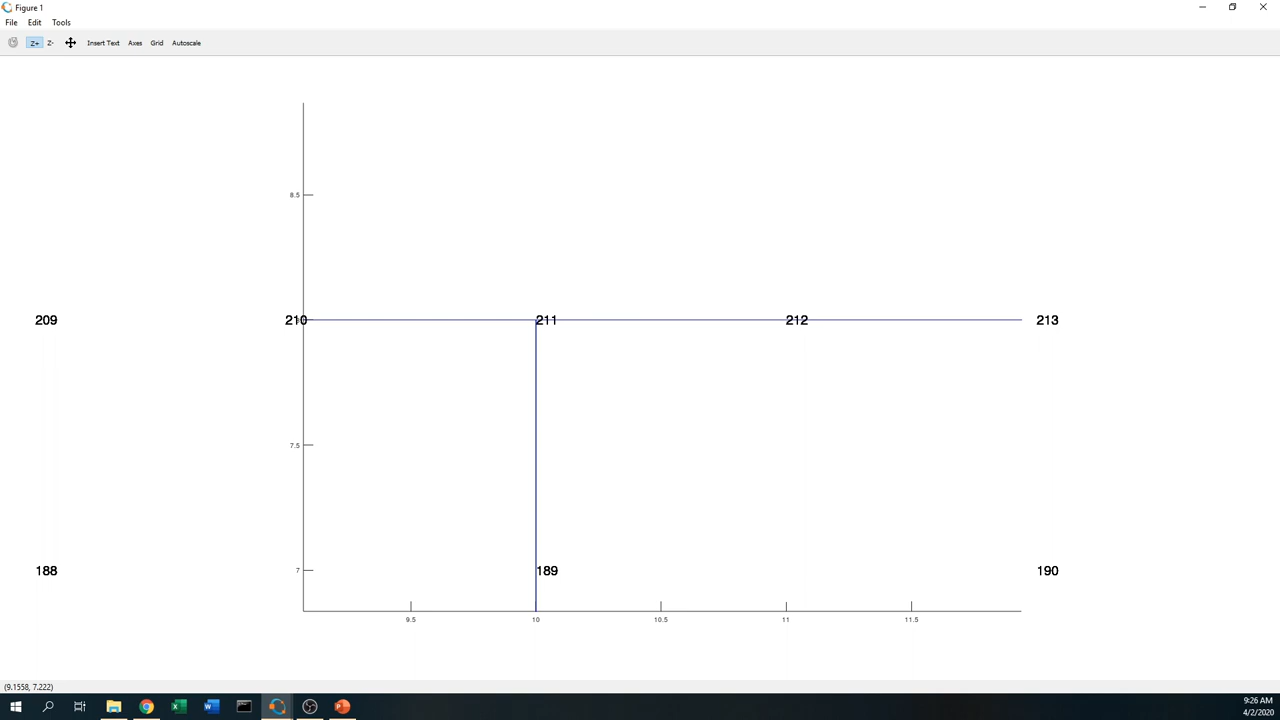 Figure 1
File Edit Tools
Z+ Z- Insert Text Axes Grid Autoscale
8.5
209 210 211 212 213
7.5
188 7 189 190
9.5 10 10.5 11 11.5
(9.1558, 7.222)
9:26 AM
4/2/2020